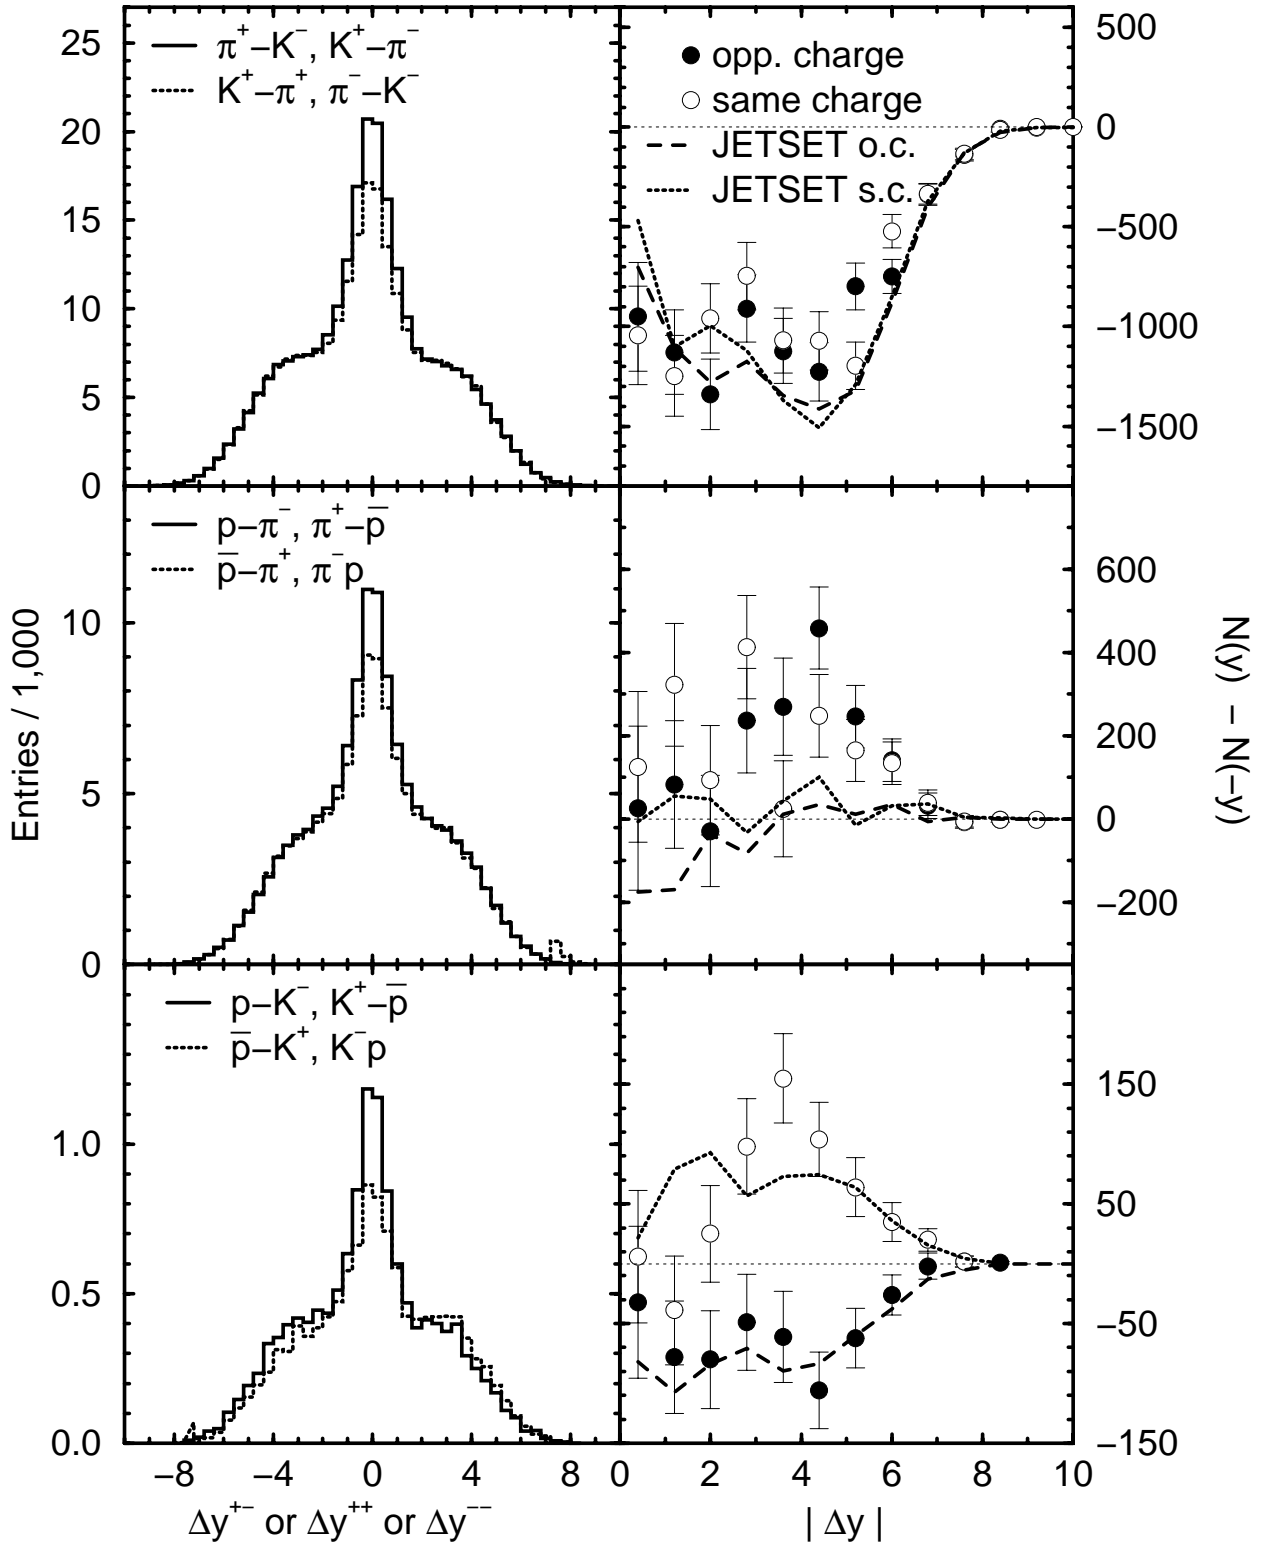 π⁺–K⁻, K⁺–π⁻
K⁺–π⁺, π⁻–K⁻
25
20
15
10
5
0
opp. charge
same charge
JETSET o.c.
JETSET s.c.
500
0
–500
–1000
–1500
p–π⁻, π⁺–p̅
p̅–π⁺, π⁻p
10
5
0
600
400
200
0
–200
Entries / 1,000
N(y) – N(–y)
p–K⁻, K⁺–p̅
p̅–K⁺, K⁻p
1.0
0.5
0.0
150
50
–50
–150
–8 –4 0 4 8
0 2 4 6 8 10
Δy⁺⁻ or Δy⁺⁺ or Δy⁻⁻
| Δy |